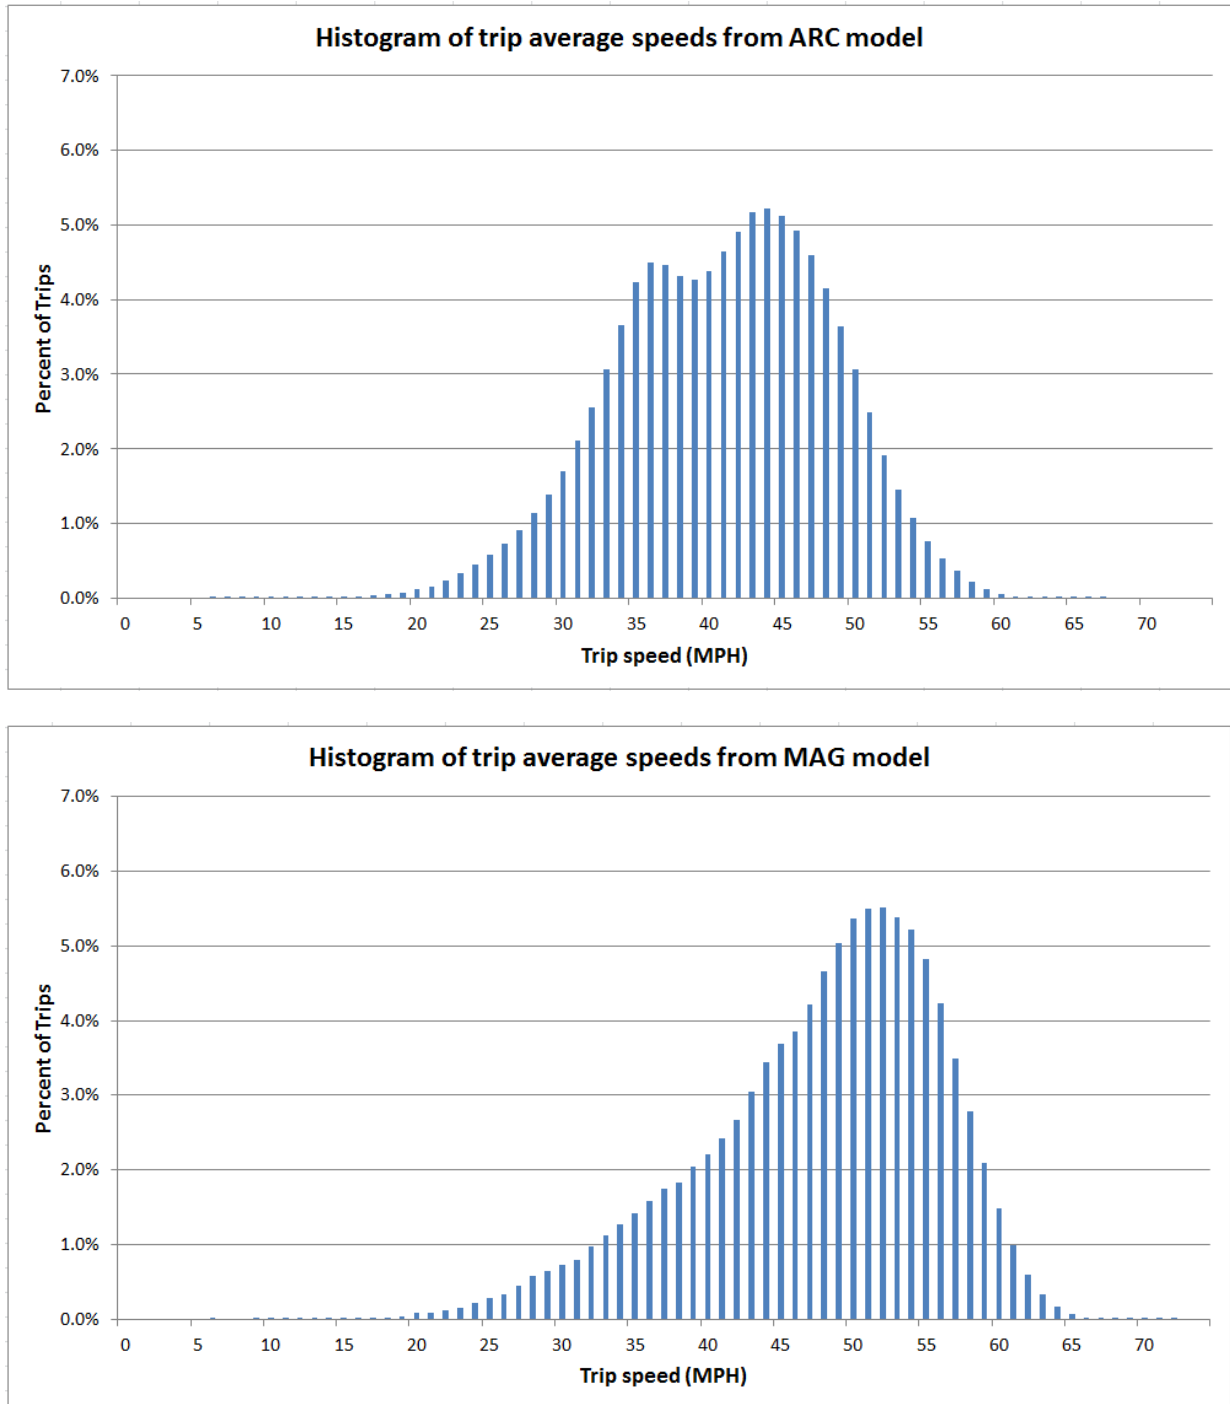 Histogram of trip average speeds from ARC model
7.0%
6.0%
5.0%
4.0%
3.0%
2.0%
1.0%
0.0%
Percent of Trips
0 5 10 15 20 25 30 35 40 45 50 55 60 65 70
Trip speed (MPH)
Histogram of trip average speeds from MAG model
7.0%
6.0%
5.0%
4.0%
3.0%
2.0%
1.0%
0.0%
Percent of Trips
0 5 10 15 20 25 30 35 40 45 50 55 60 65 70
Trip speed (MPH)